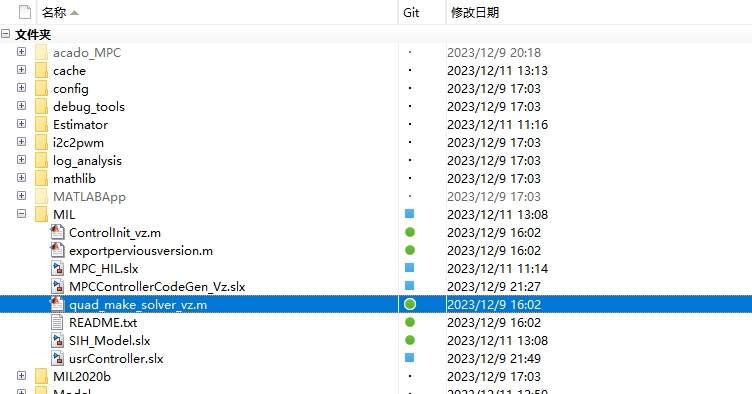 名称 Git 修改日期
文件夹
acado_MPC 2023/12/9 20:18
cache 2023/12/11 13:13
config 2023/12/9 17:03
debug_tools 2023/12/9 17:03
Estimator 2023/12/11 11:16
i2c2pwm 2023/12/9 17:03
log_analysis 2023/12/9 17:03
mathlib 2023/12/9 17:03
MATLABApp 2023/12/9 17:03
MIL 2023/12/11 13:08
ControlInit_vz.m 2023/12/9 16:02
exportperviousversion.m 2023/12/9 16:02
MPC_HIL.slx 2023/12/11 11:14
MPCControllerCodeGen_Vz.slx 2023/12/9 21:27
quad_make_solver_vz.m 2023/12/9 16:02
README.txt 2023/12/9 16:02
SIH_Model.slx 2023/12/11 13:08
usrController.slx 2023/12/9 21:49
MIL2020b 2023/12/9 17:03
Model 2023/12/11 12:59